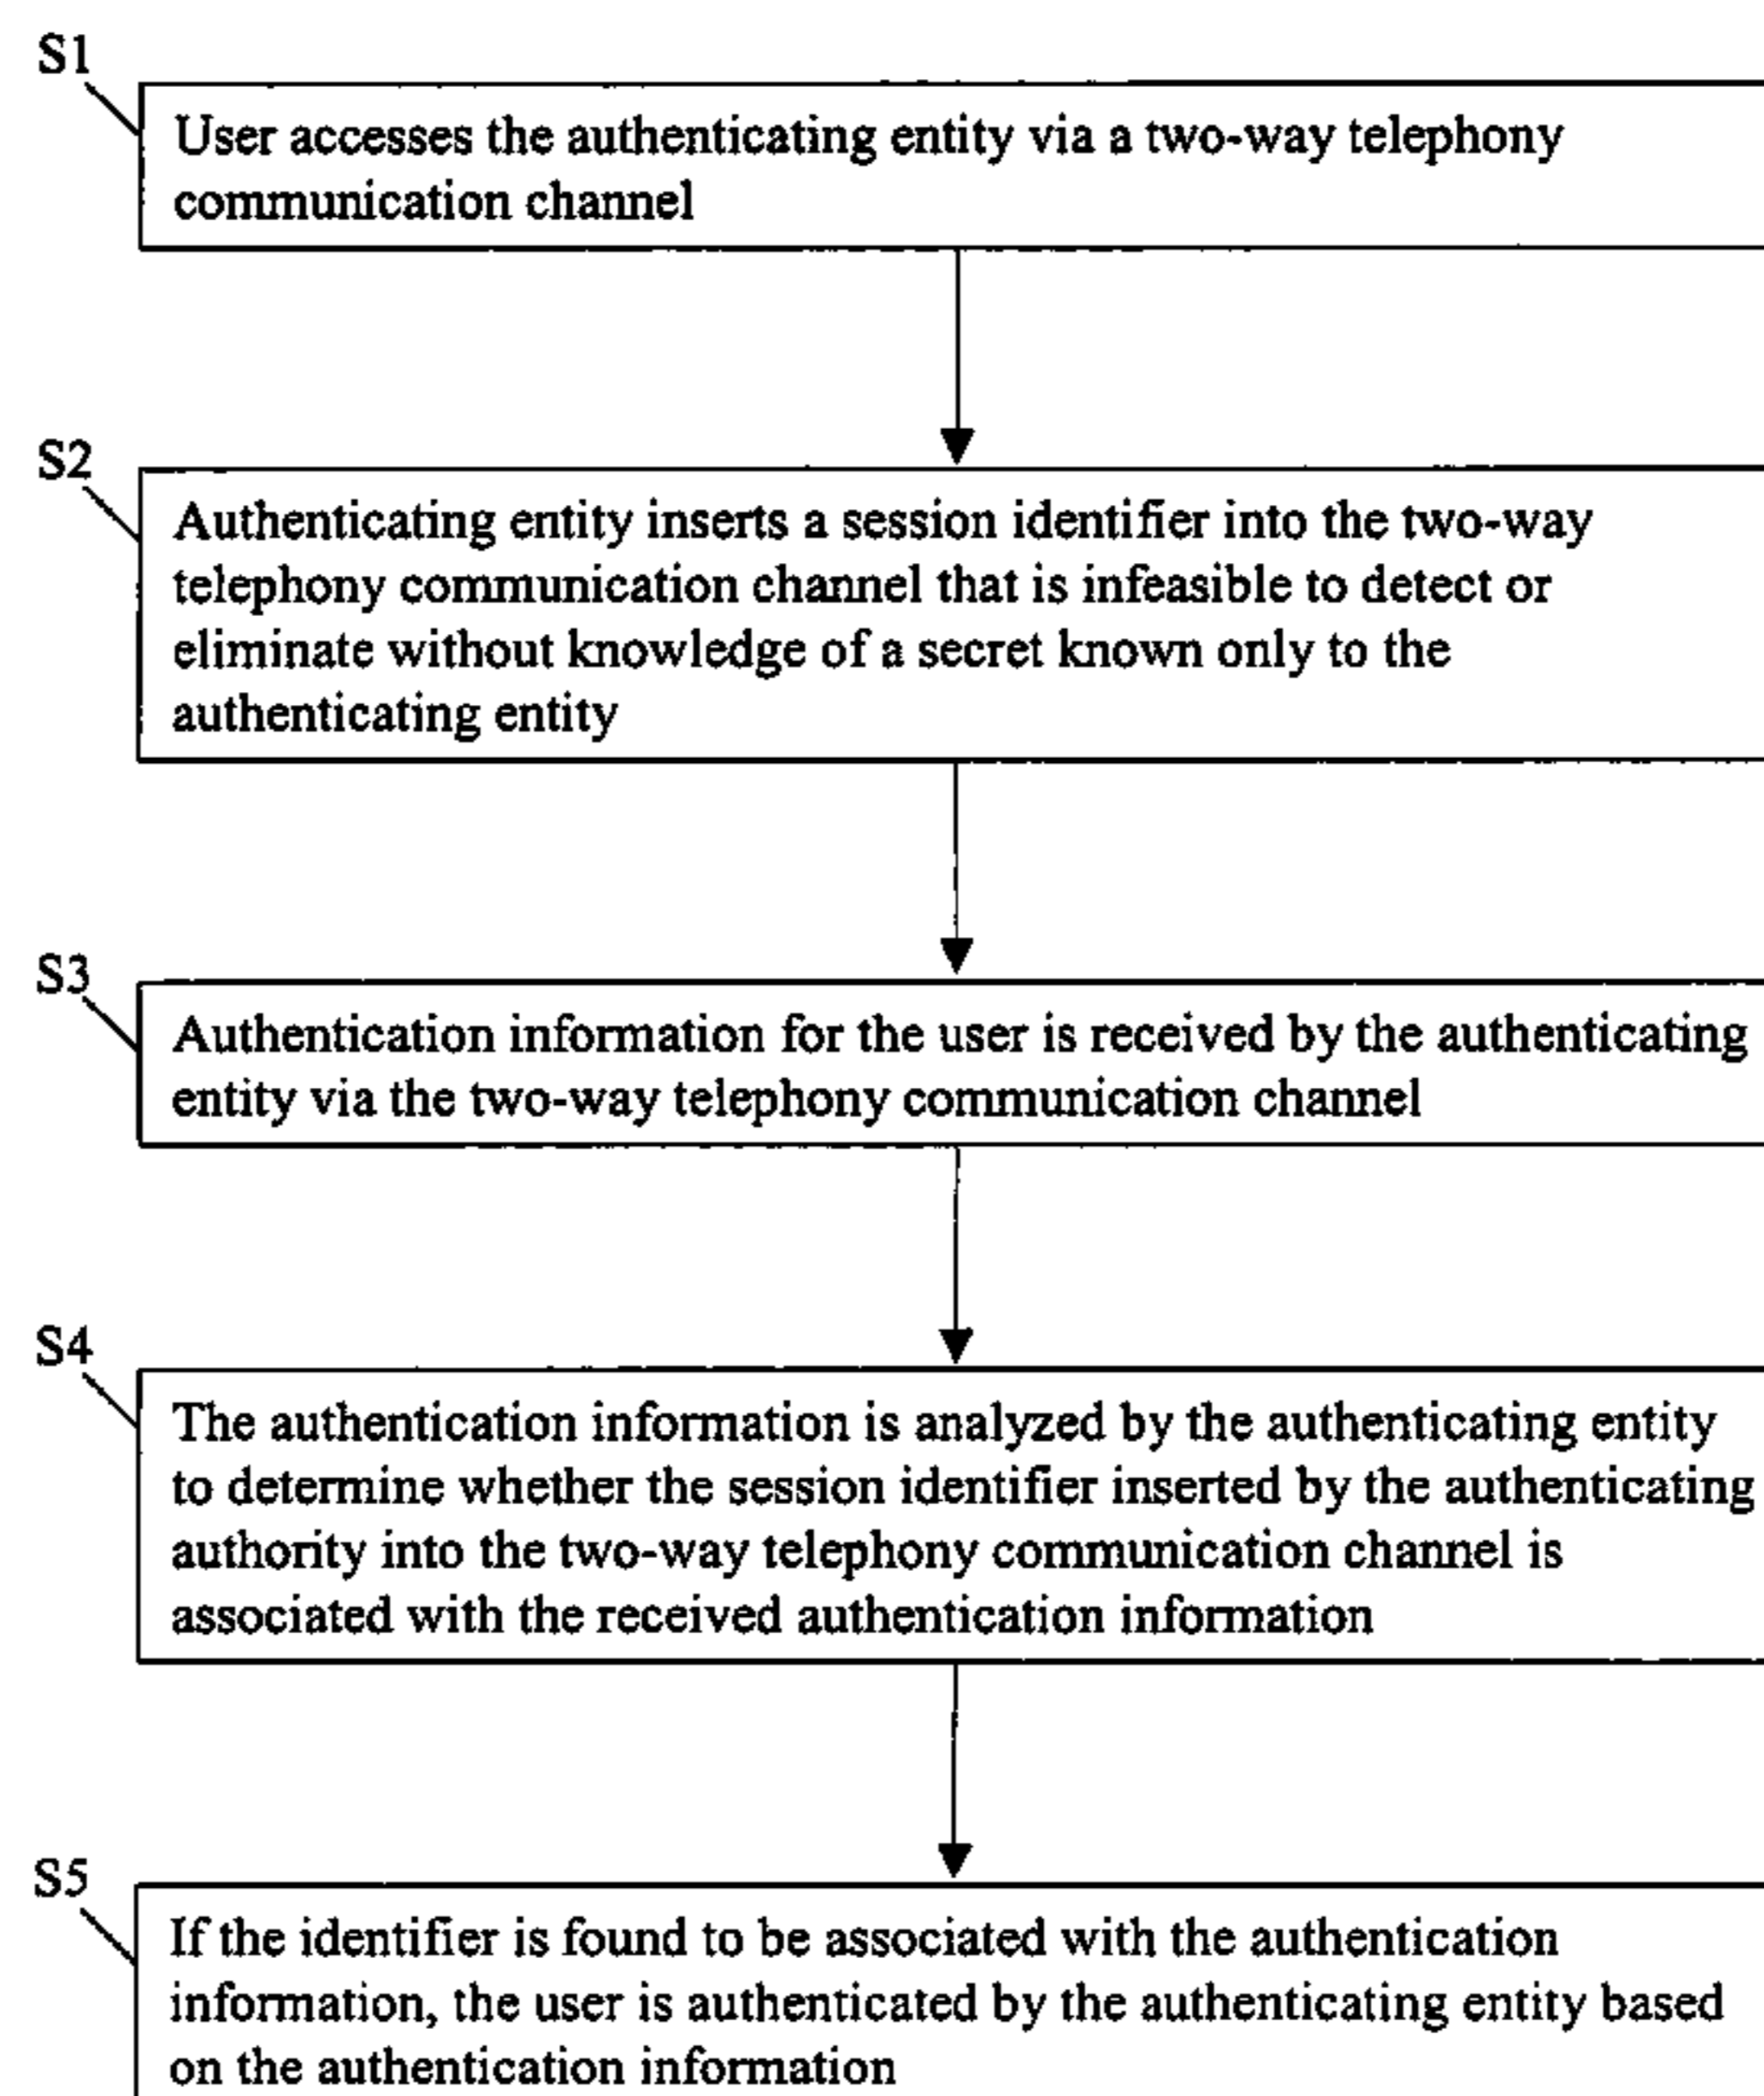 S1
User accesses the authenticating entity via a two-way telephony
communication channel
S2
Authenticating entity inserts a session identifier into the two-way
telephony communication channel that is infeasible to detect or
eliminate without knowledge of a secret known only to the
authenticating entity
S3
Authentication information for the user is received by the authenticating
entity via the two-way telephony communication channel
S4
The authentication information is analyzed by the authenticating entity
to determine whether the session identifier inserted by the authenticating
authority into the two-way telephony communication channel is
associated with the received authentication information
S5
If the identifier is found to be associated with the authentication
information, the user is authenticated by the authenticating entity based
on the authentication information